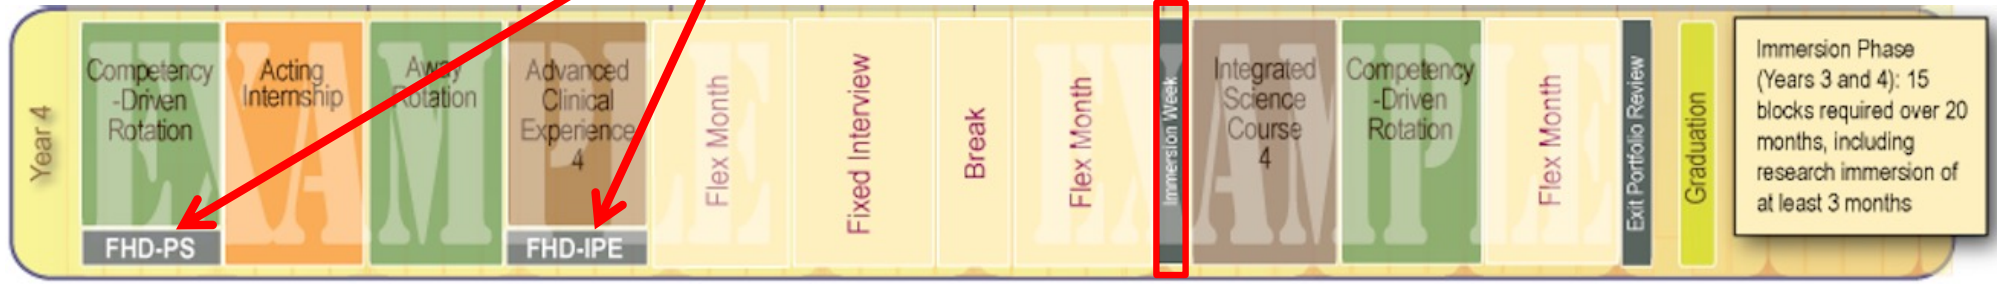 Year 4
Competency
-Driven
Rotation
FHD-PS
Acting
Internship
Away
Rotation
Advanced
Clinical
Experience
4
FHD-IPE
Flex Month
Fixed Interview
Break
Flex Month
Immersion Week
Integrated
Science
Course
4
Competency
-Driven
Rotation
Flex Month
Exit Portfolio Review
Graduation
Immersion Phase
(Years 3 and 4): 15
blocks required over 20
months, including
research immersion of
at least 3 months
EXAMPLE
EXAMPLE